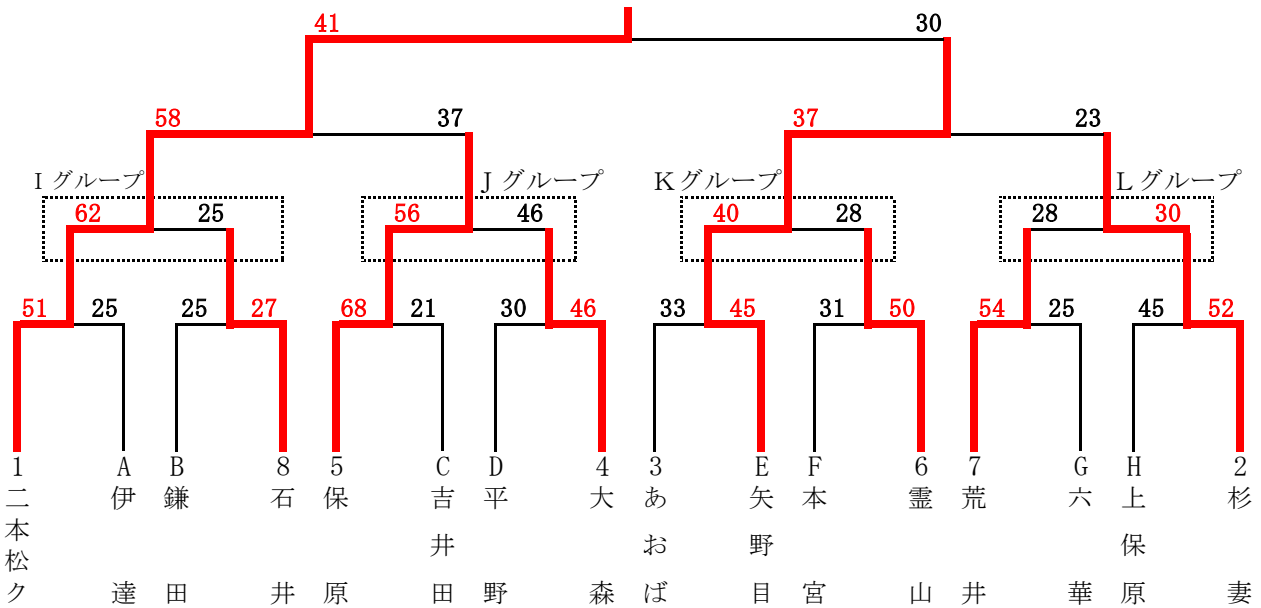 41 30
58 37 37 23
Iグループ Jグループ Kグループ Lグループ
62 25 56 46 40 28 28 30
51 25 25 27 68 21 30 46 33 45 31 50 54 25 45 52
1 A B 8 5 C D 4 3 E F 6 7 G H 2
二本松ク
伊達
鎌田
石井
保原
吉井田
平野
大森
あおば
矢野目
本宮
霊山
荒井
六華
上保原
杉妻